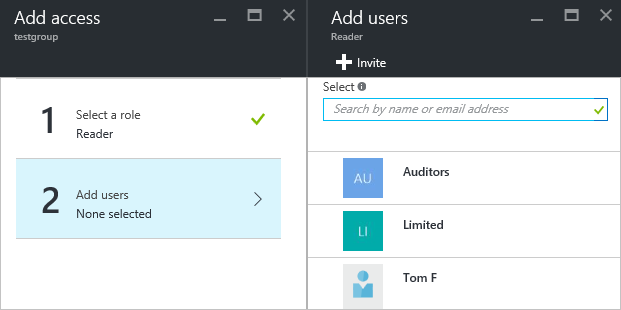 Add access
testgroup
1
Select a role
Reader
2
Add users
None selected
Add users
Reader
Invite
Select
Search by name or email address
AU
Auditors
LI
Limited
Tom F